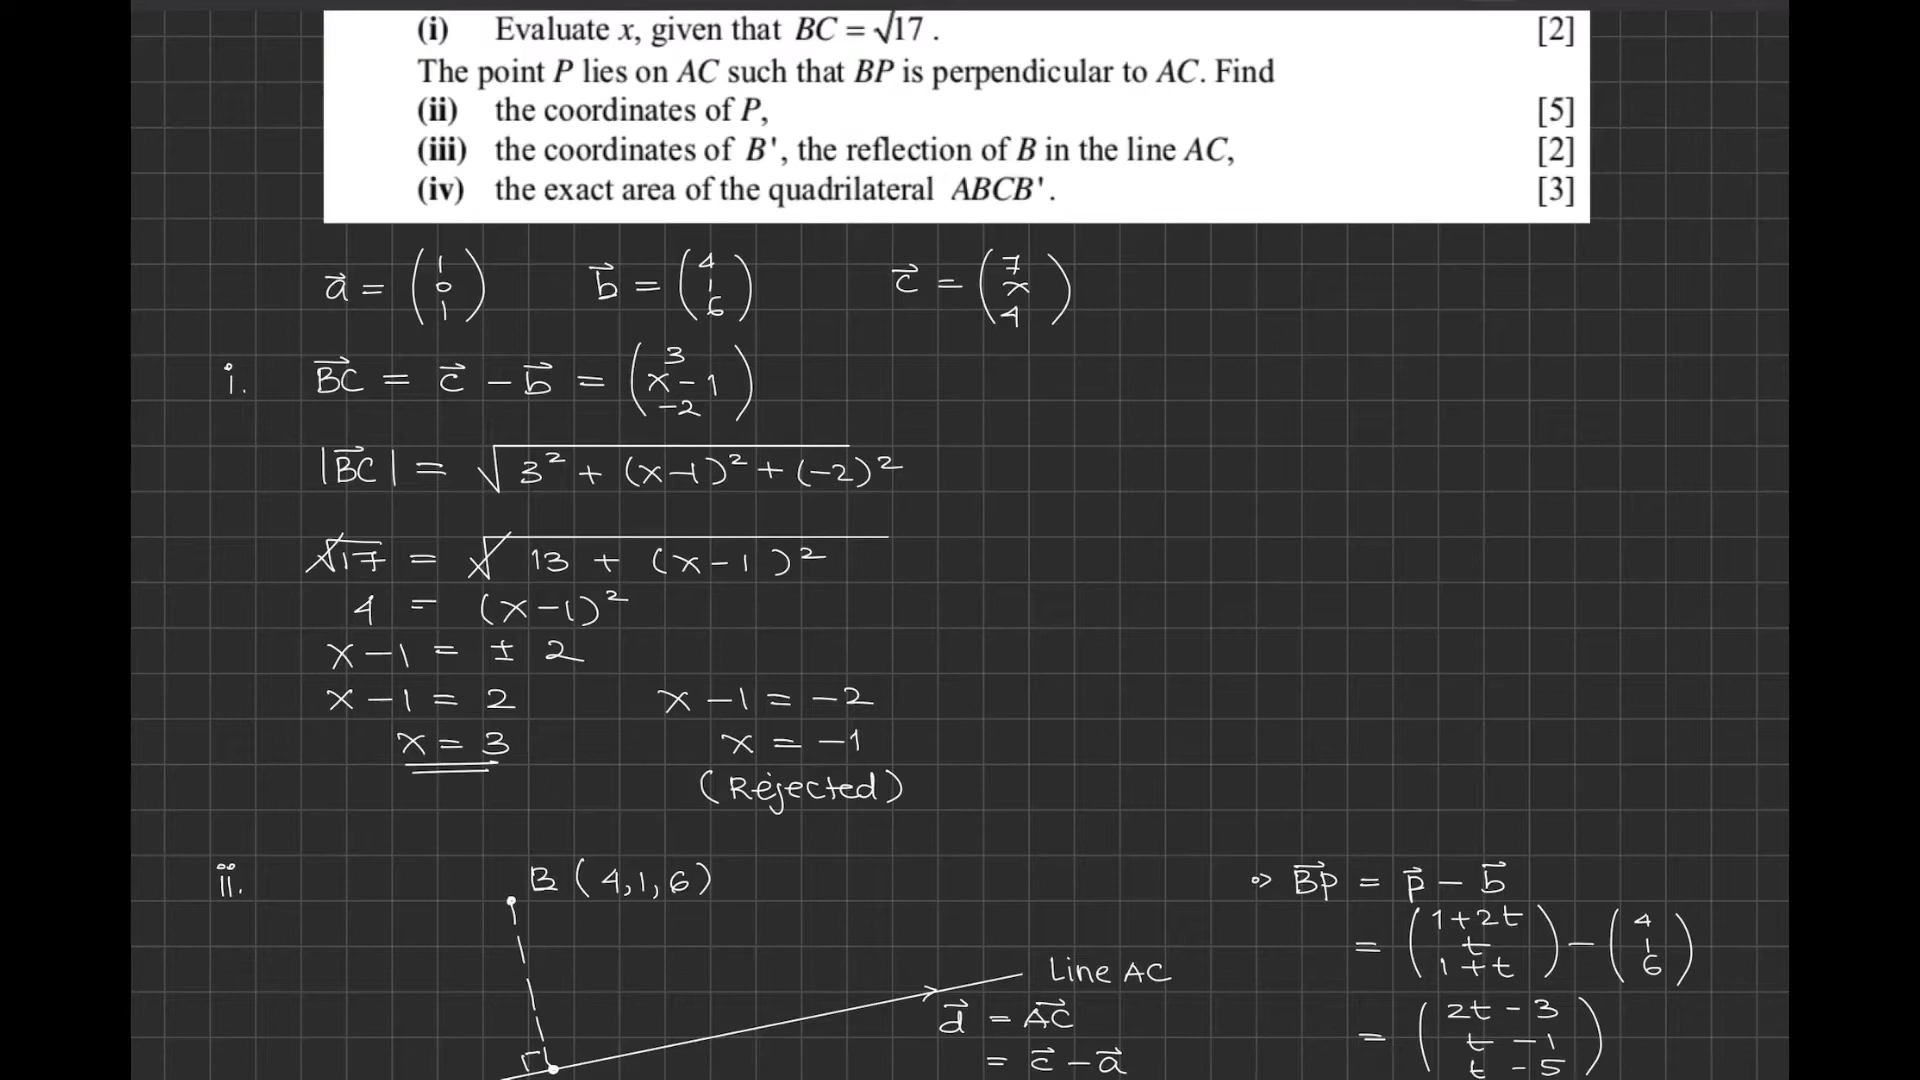 (i) Evaluate x, given that BC = √17 . [2]
The point P lies on AC such that BP is perpendicular to AC. Find
(ii) the coordinates of P, [5]
(iii) the coordinates of B', the reflection of B in the line AC, [2]
(iv) the exact area of the quadrilateral ABCB'. [3]
a⃗ = (1 0 1) b⃗ = (4 1 6) c⃗ = (7 x 4)
i. BC⃗ = c⃗ − b⃗ = (3 x−1 −2)
|BC⃗| = √3² + (x−1)² + (−2)²
√17 = √13 + (x−1)²
4 = (x−1)²
x−1 = ± 2
x−1 = 2 x−1 = −2
x = 3 x = −1
(Rejected)
ii. B (4,1,6)
Line AC
d⃗ = AC⃗
= c⃗ − a⃗
BP⃗ = p⃗ − b⃗
= (1+2t t 1+t) − (4 1 6)
= (2t−3 t−1 t−5)